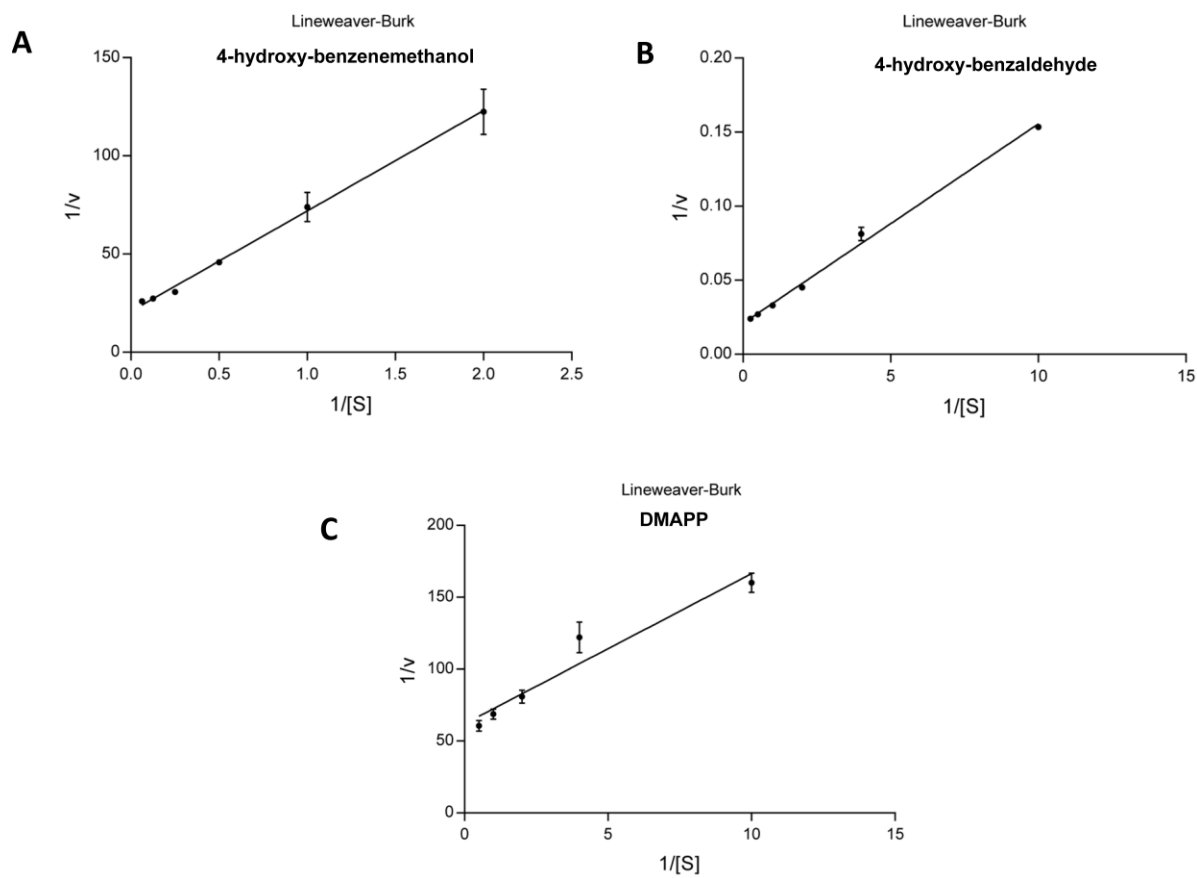 Lineweaver-Burk
A
4-hydroxy-benzenemethanol
150
100
50
0
1/v
0.0 0.5 1.0 1.5 2.0 2.5
1/[S]
Lineweaver-Burk
B
4-hydroxy-benzaldehyde
0.20
0.15
0.10
0.05
0.00
1/v
0 5 10 15
1/[S]
Lineweaver-Burk
C
DMAPP
200
150
100
50
0
1/v
0 5 10 15
1/[S]